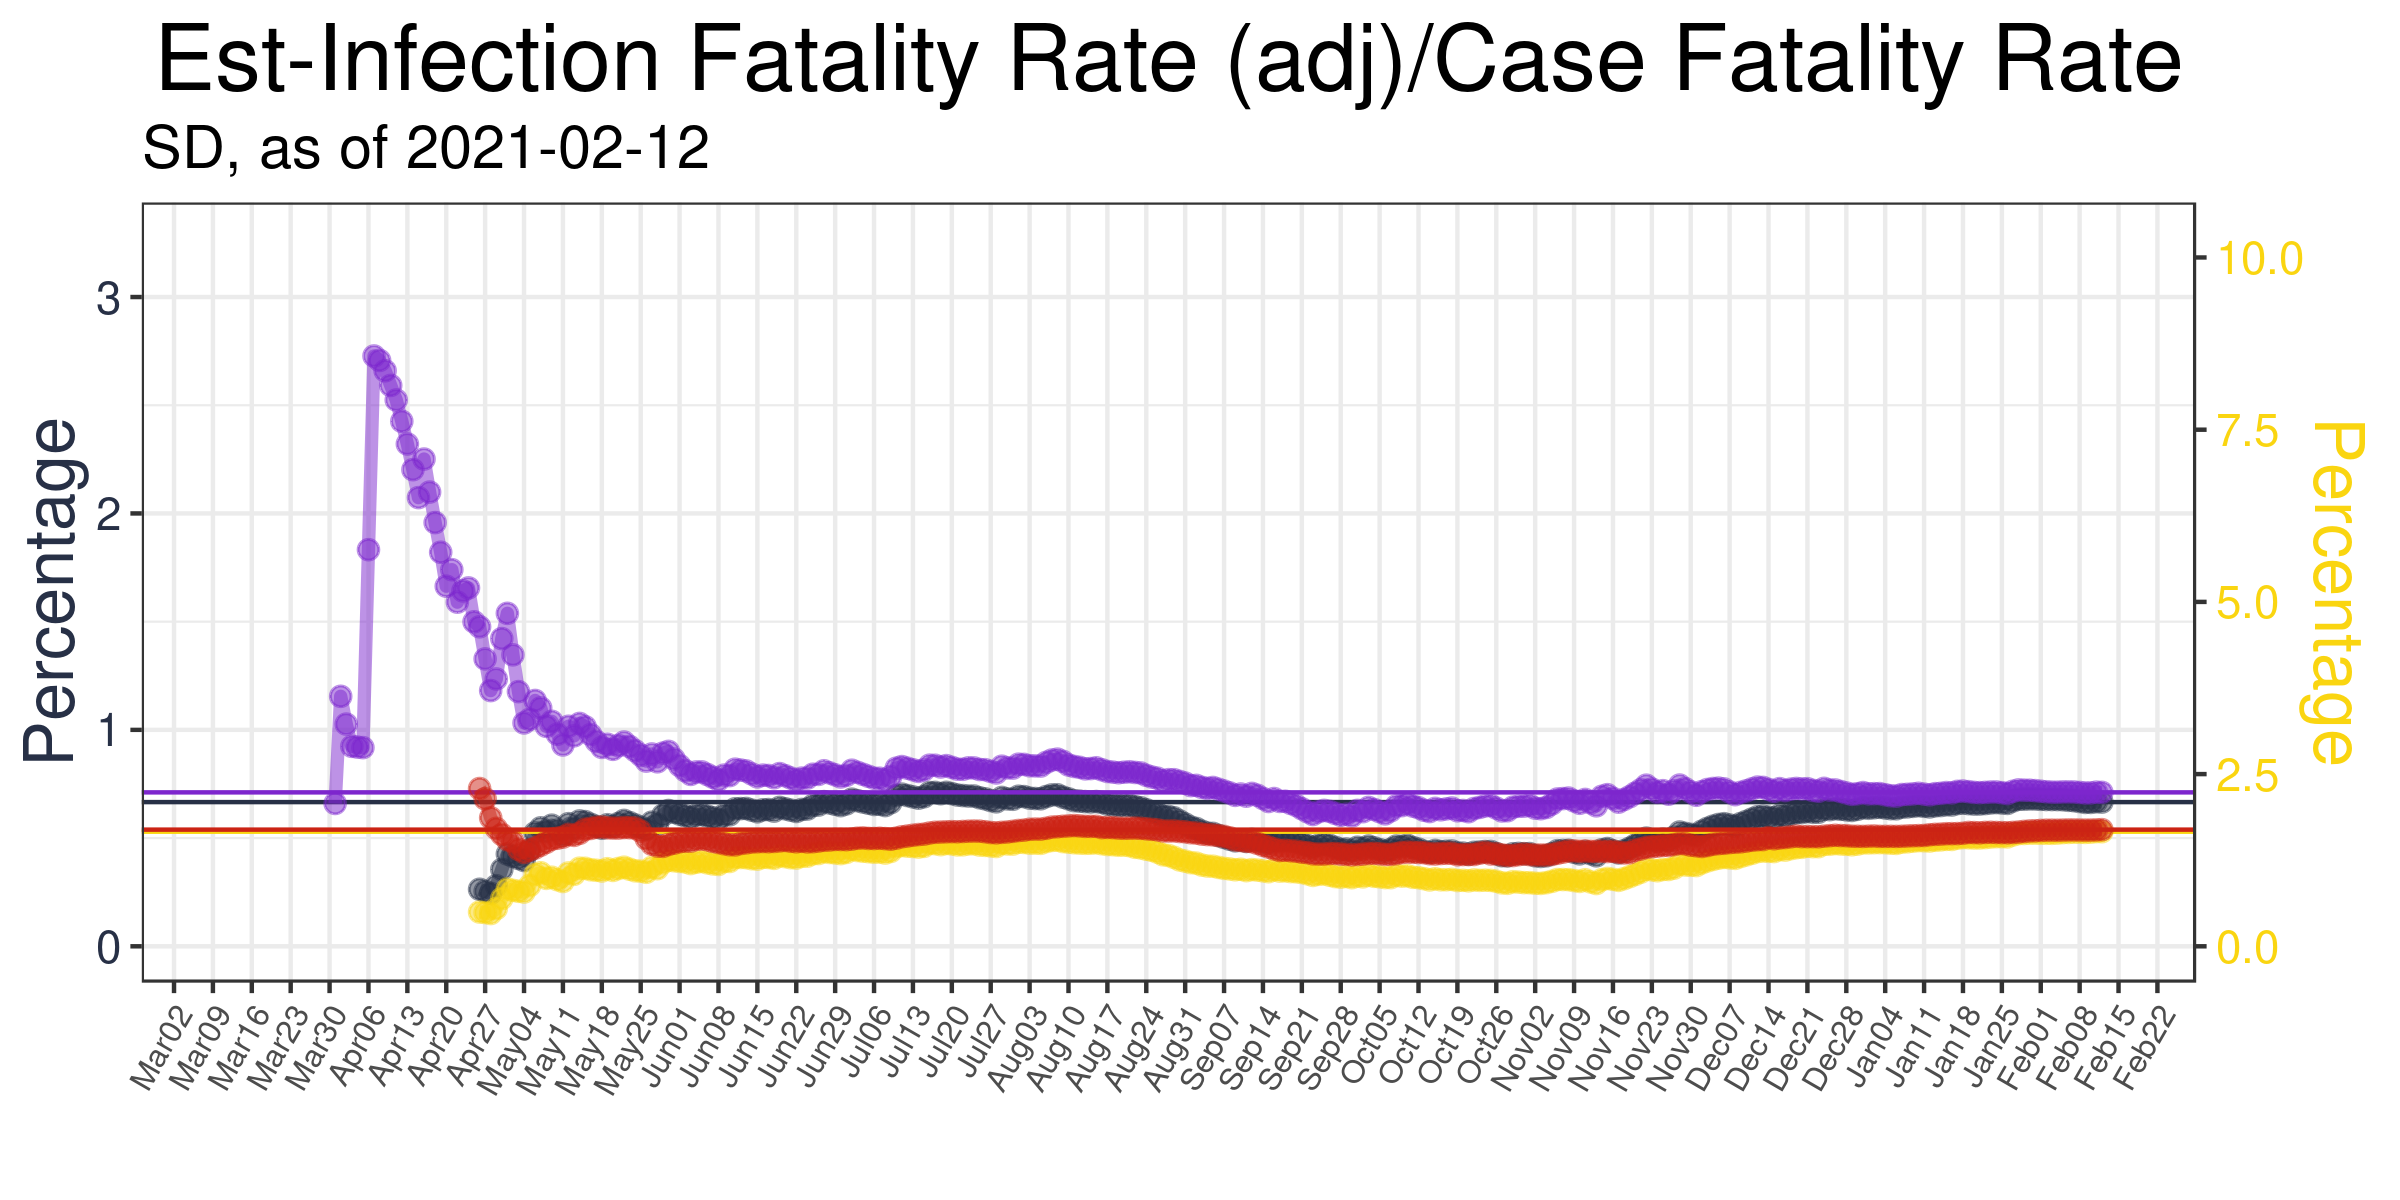 Est-Infection Fatality Rate (adj)/Case Fatality Rate
SD, as of 2021-02-12
Percentage
3
2
1
0
10.0
7.5
5.0
2.5
0.0
Percentage
Mar02 Mar09 Mar16 Mar23 Mar30 Apr06 Apr13 Apr20 Apr27 May04 May11 May18 May25 Jun01 Jun08 Jun15 Jun22 Jun29 Jul06 Jul13 Jul20 Jul27 Aug03 Aug10 Aug17 Aug24 Aug31 Sep07 Sep14 Sep21 Sep28 Oct05 Oct12 Oct19 Oct26 Nov02 Nov09 Nov16 Nov23 Nov30 Dec07 Dec14 Dec21 Dec28 Jan04 Jan11 Jan18 Jan25 Feb01 Feb08 Feb15 Feb22